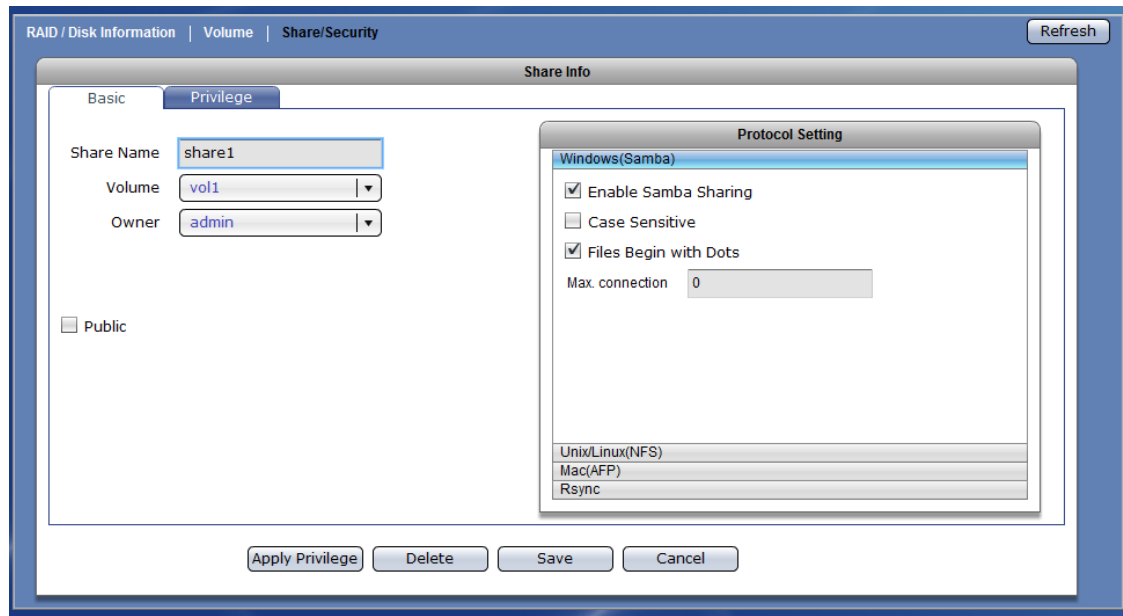 RAID / Disk Information | Volume | Share/Security Refresh
Share Info
Basic Privilege
Share Name share1
Volume vol1
Owner admin
Public
Protocol Setting
Windows(Samba)
Enable Samba Sharing
Case Sensitive
Files Begin with Dots
Max. connection 0
Unix/Linux(NFS)
Mac(AFP)
Rsync
Apply Privilege Delete Save Cancel